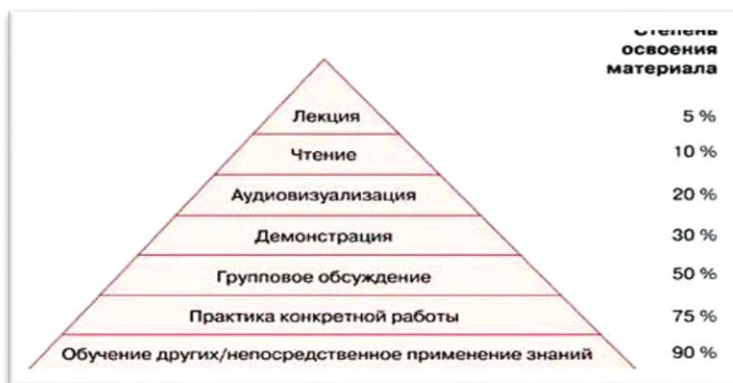 Степень
освоения
материала
Лекция 5 %
Чтение 10 %
Аудиовизуализация 20 %
Демонстрация 30 %
Групповое обсуждение 50 %
Практика конкретной работы 75 %
Обучение других/непосредственное применение знаний 90 %